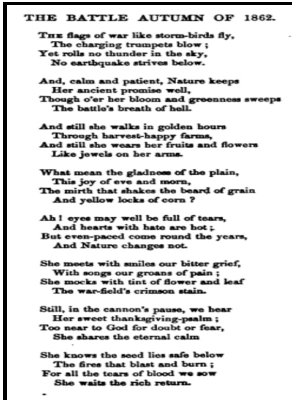 THE BATTLE AUTUMN OF 1862.
THE flags of war like storm-birds fly,
The charging trumpets blow ;
Yet rolls no thunder in the sky,
No earthquake strives below.
And, calm and patient, Nature keeps
Her ancient promise well,
Though o'er her bloom and greenness sweeps
The battle's breath of hell.
And still she walks in golden hours
Through harvest-happy farms,
And still she wears her fruits and flowers
Like jewels on her arms.
What mean the gladness of the plain,
This joy of eve and morn,
The mirth that shakes the beard of grain
And yellow locks of corn ?
Ah ! eyes may well be full of tears,
And hearts with hate are hot ;
But even-paced come round the years,
And Nature changes not.
She meets with smiles our bitter grief,
With songs our groans of pain ;
She mocks with tint of flower and leaf
The war-field's crimson stain.
Still, in the cannon's pause, we hear
Her sweet thanksgiving-psalm ;
Too near to God for doubt or fear,
She shares the eternal calm
She knows the seed lies safe below
The fires that blast and burn ;
For all the tears of blood we sow
She waits the rich return.